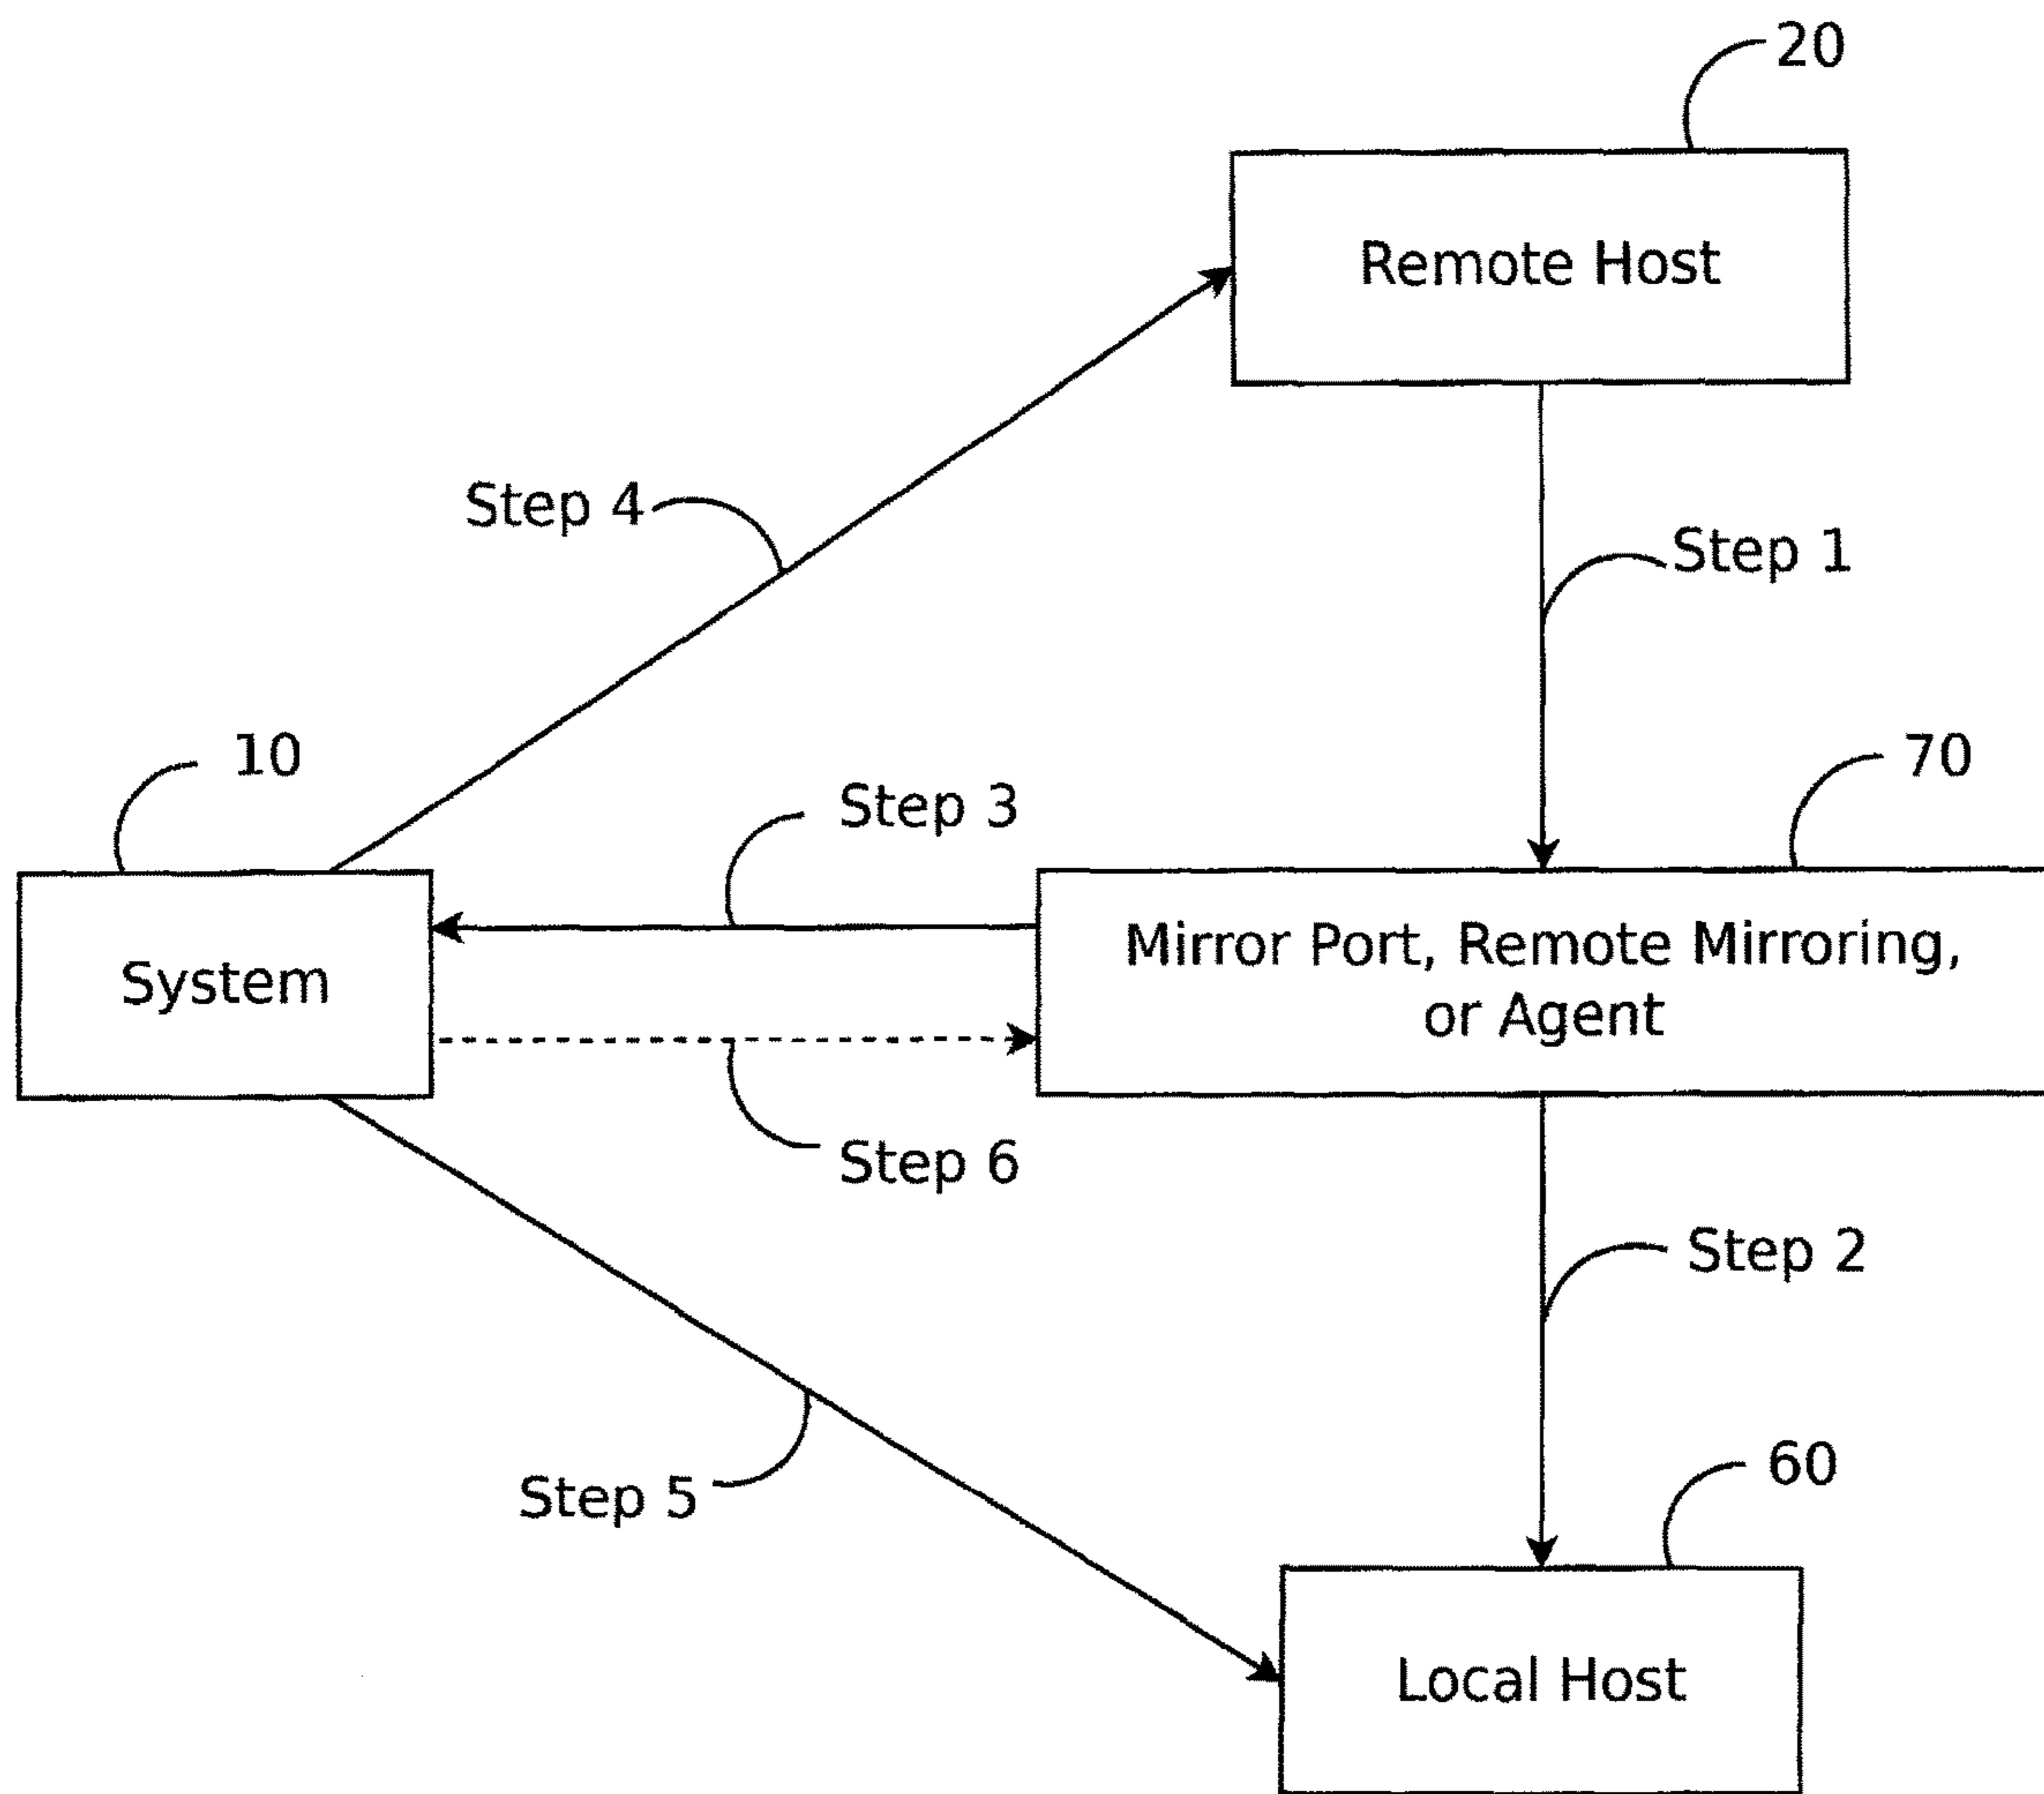 20
Remote Host
Step 4
Step 1
10
70
Step 3
System
Mirror Port, Remote Mirroring,
or Agent
Step 6
Step 2
60
Step 5
Local Host